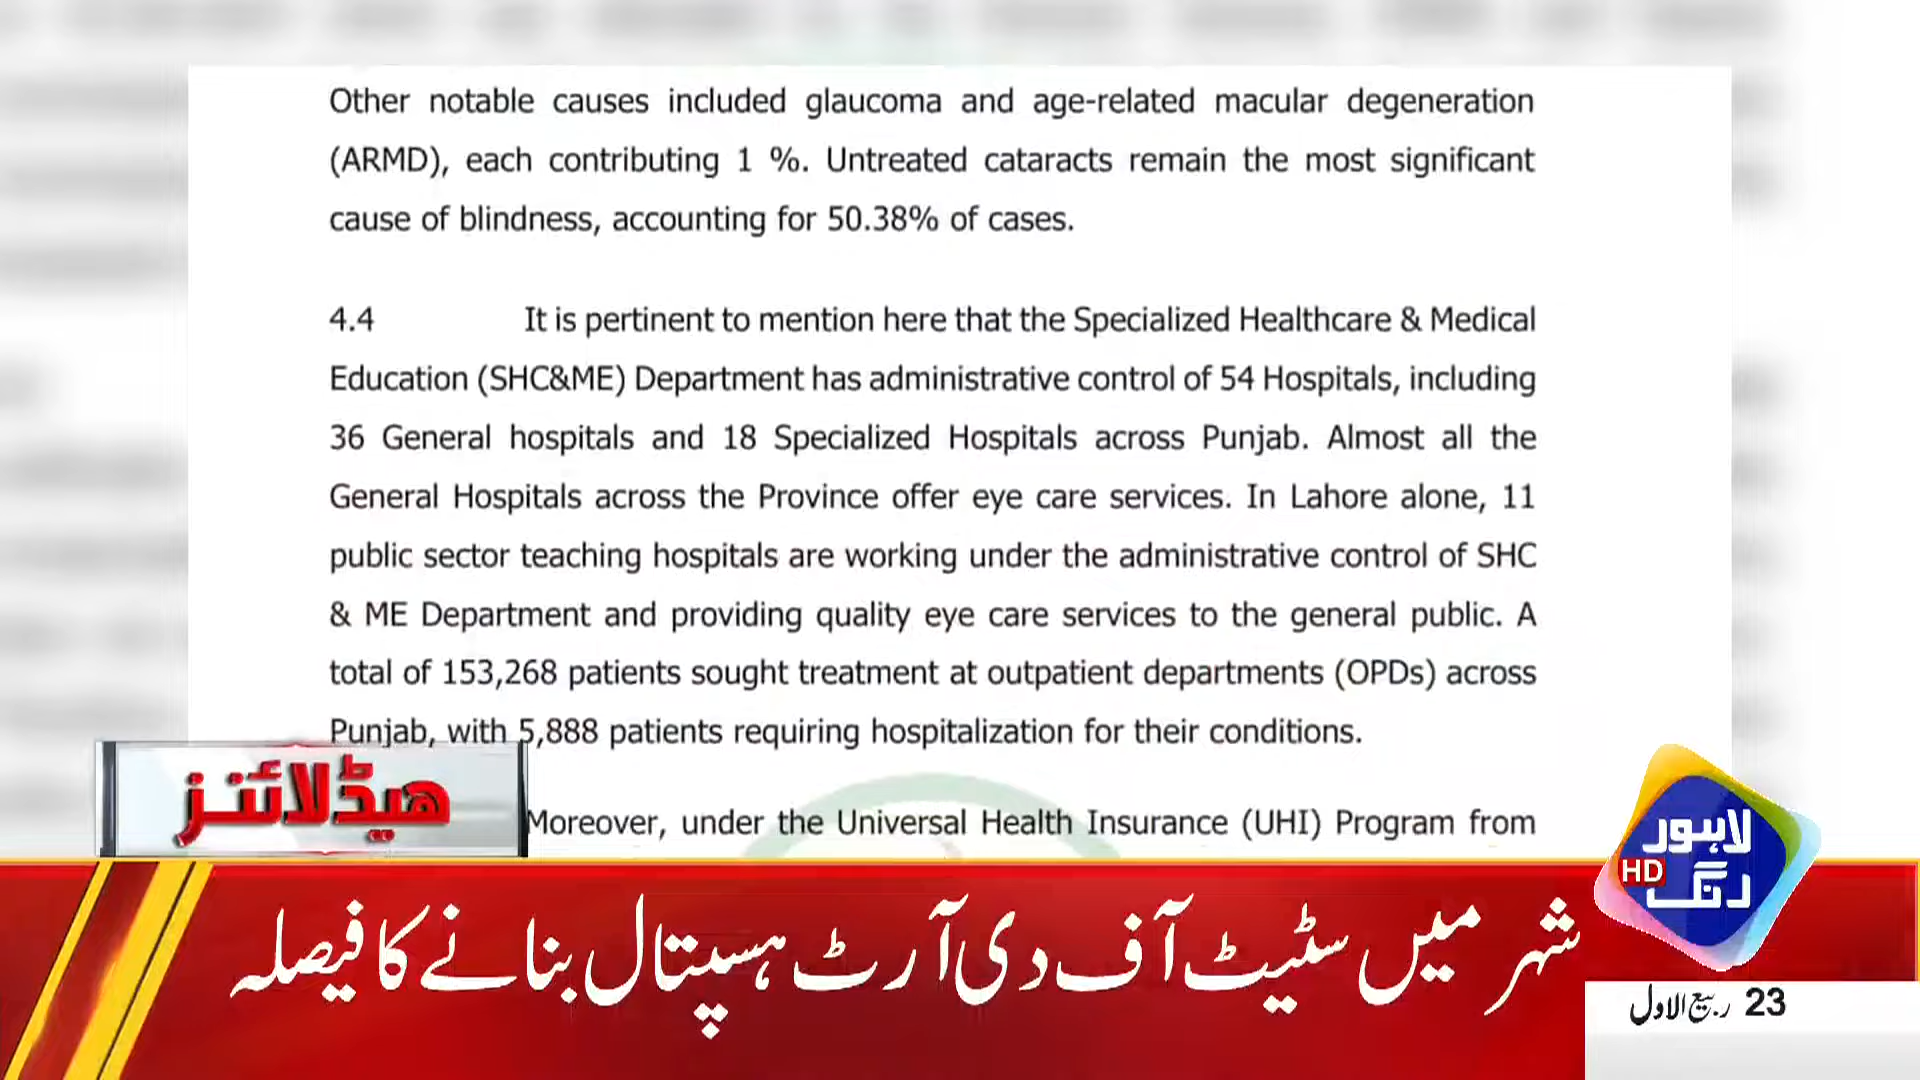 Other notable causes included glaucoma and age-related macular degeneration
(ARMD), each contributing 1 %. Untreated cataracts remain the most significant
cause of blindness, accounting for 50.38% of cases.
4.4 It is pertinent to mention here that the Specialized Healthcare & Medical
Education (SHC&ME) Department has administrative control of 54 Hospitals, including
36 General hospitals and 18 Specialized Hospitals across Punjab. Almost all the
General Hospitals across the Province offer eye care services. In Lahore alone, 11
public sector teaching hospitals are working under the administrative control of SHC
& ME Department and providing quality eye care services to the general public. A
total of 153,268 patients sought treatment at outpatient departments (OPDs) across
Punjab, with 5,888 patients requiring hospitalization for their conditions.
Moreover, under the Universal Health Insurance (UHI) Program from
ہیڈلائنز
لاہور
رنگ
HD
شہر میں سٹیٹ آف دی آرٹ ہسپتال بنانے کا فیصلہ
23 ربیع الاول